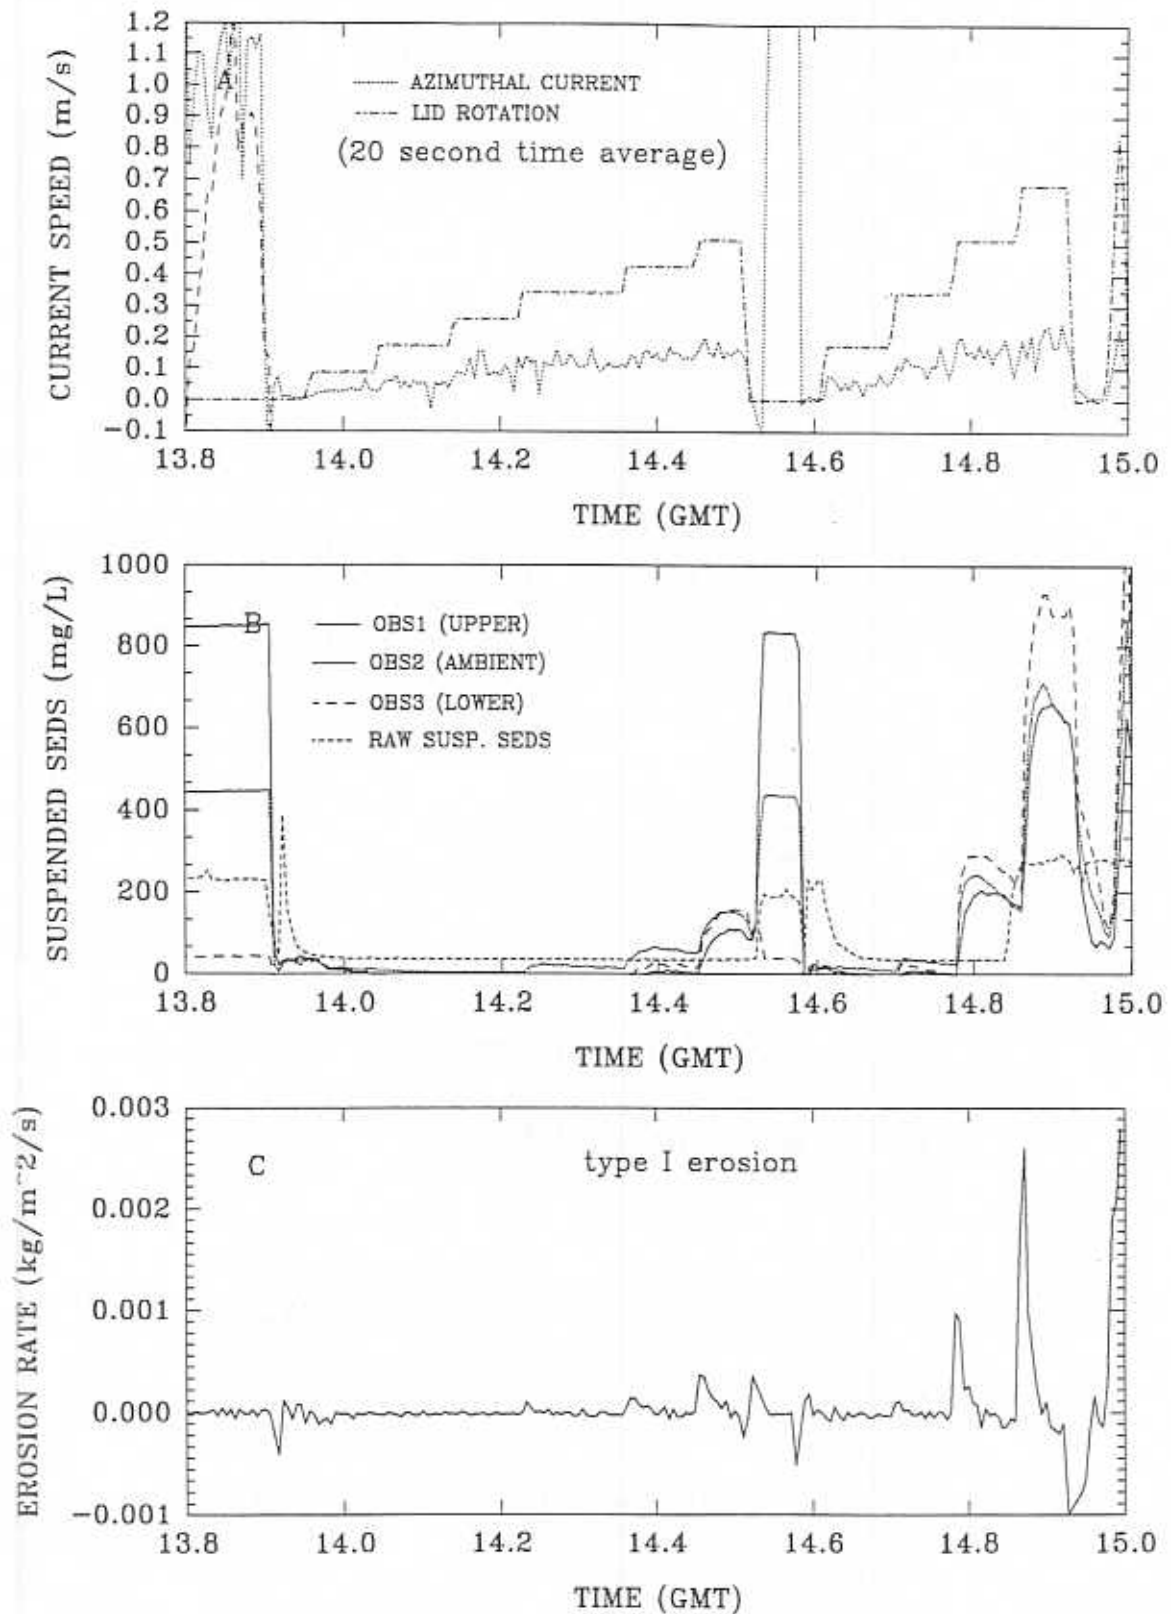 1.2
1.1
1.0
0.9
0.8
0.7
0.6
0.5
0.4
0.3
0.2
0.1
0.0
−0.1
CURRENT SPEED (m/s)
A
AZIMUTHAL CURRENT
LID ROTATION
(20 second time average)
13.8 14.0 14.2 14.4 14.6 14.8 15.0
TIME (GMT)
1000
800
600
400
200
0
SUSPENDED SEDS (mg/L)
B
OBS1 (UPPER)
OBS2 (AMBIENT)
OBS3 (LOWER)
RAW SUSP. SEDS
13.8 14.0 14.2 14.4 14.6 14.8 15.0
TIME (GMT)
0.003
0.002
0.001
0.000
−0.001
EROSION RATE (kg/m^2/s)
C
type I erosion
13.8 14.0 14.2 14.4 14.6 14.8 15.0
TIME (GMT)